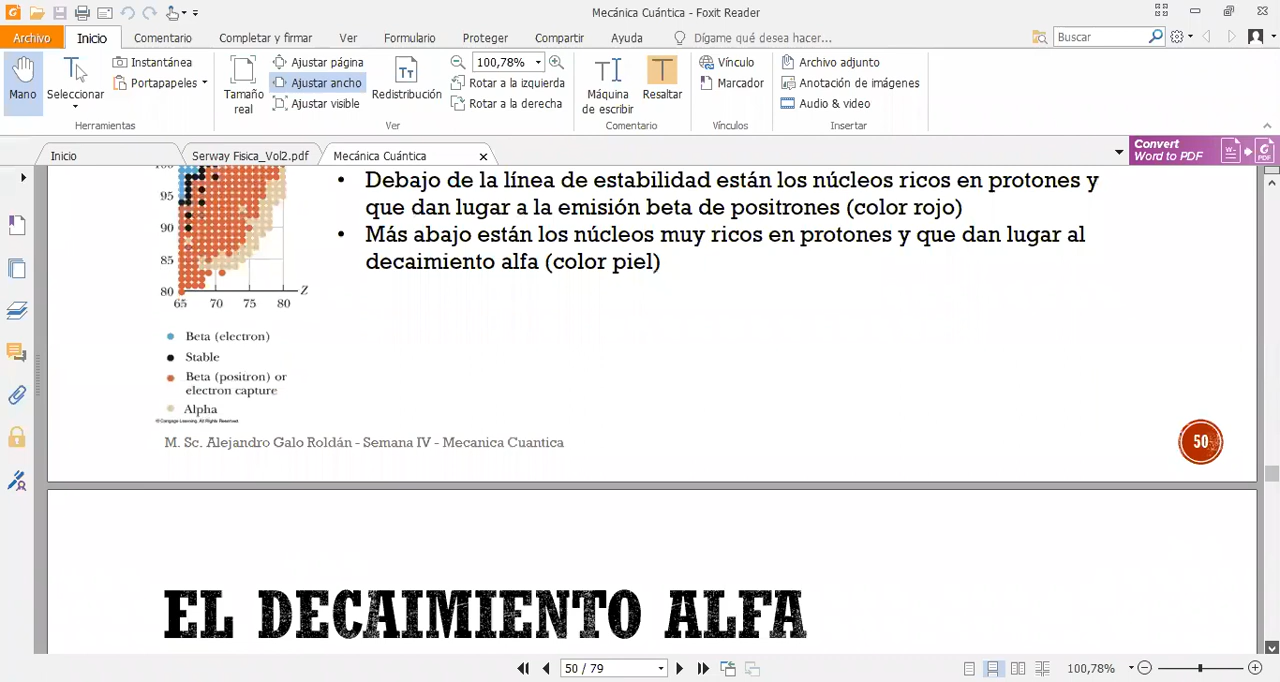 Mecánica Cuántica - Foxit Reader
Archivo Inicio Comentario Completar y firmar Ver Formulario Proteger Compartir Ayuda Dígame qué desea hacer... Buscar
Mano
Seleccionar
Instantánea
Portapapeles
Herramientas
Tamaño real
Ajustar página
Ajustar ancho
Ajustar visible
Redistribución
100,78%
Rotar a la izquierda
Rotar a la derecha
Ver
Máquina de escribir
Resaltar
Comentario
Vínculo
Marcador
Vínculos
Archivo adjunto
Anotación de imágenes
Audio & video
Insertar
Inicio Serway Fisica_Vol2.pdf Mecánica Cuántica
Convert
Word to PDF
95
90
85
80
65 70 75 80 Z
• Debajo de la línea de estabilidad están los núcleos ricos en protones y
que dan lugar a la emisión beta de positrones (color rojo)
• Más abajo están los núcleos muy ricos en protones y que dan lugar al
decaimiento alfa (color piel)
Beta (electron)
Stable
Beta (positron) or
electron capture
Alpha
© Cengage Learning. All Rights Reserved.
M. Sc. Alejandro Galo Roldán - Semana IV - Mecanica Cuantica
50
EL DECAIMIENTO ALFA
50 / 79
100,78%